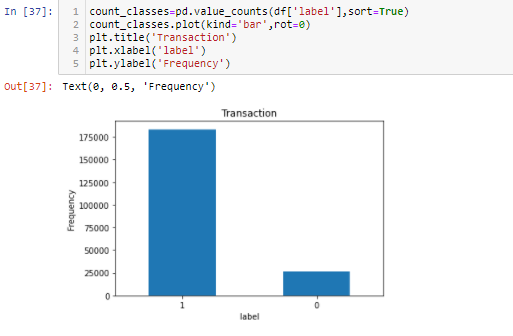 In [37]:
1 count_classes=pd.value_counts(df['label'],sort=True)
2 count_classes.plot(kind='bar',rot=0)
3 plt.title('Transaction')
4 plt.xlabel('label')
5 plt.ylabel('Frequency')
Out[37]: Text(0, 0.5, 'Frequency')
Transaction
175000
150000
125000
100000
75000
50000
25000
0
Frequency
1 0
label